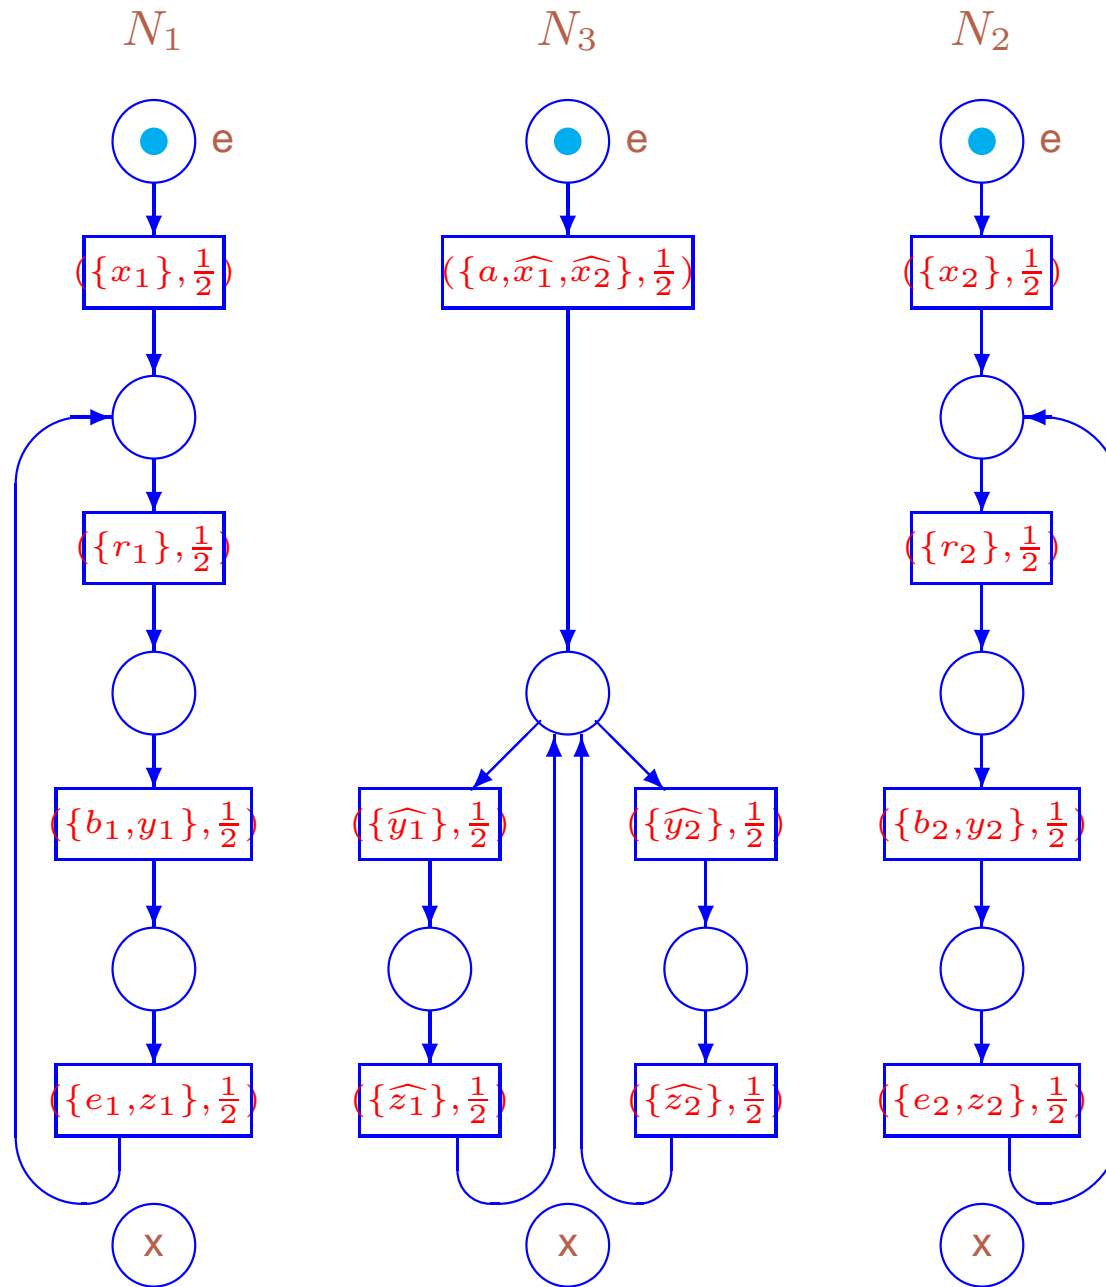 N₁ N₃ N₂
e e e
({x₁}, 1/2) ({a,x̂₁,x̂₂}, 1/2) ({x₂}, 1/2)
({r₁}, 1/2) ({r₂}, 1/2)
({b₁,y₁}, 1/2) ({ŷ₁}, 1/2) ({ŷ₂}, 1/2) ({b₂,y₂}, 1/2)
({e₁,z₁}, 1/2) ({ẑ₁}, 1/2) ({ẑ₂}, 1/2) ({e₂,z₂}, 1/2)
x x x